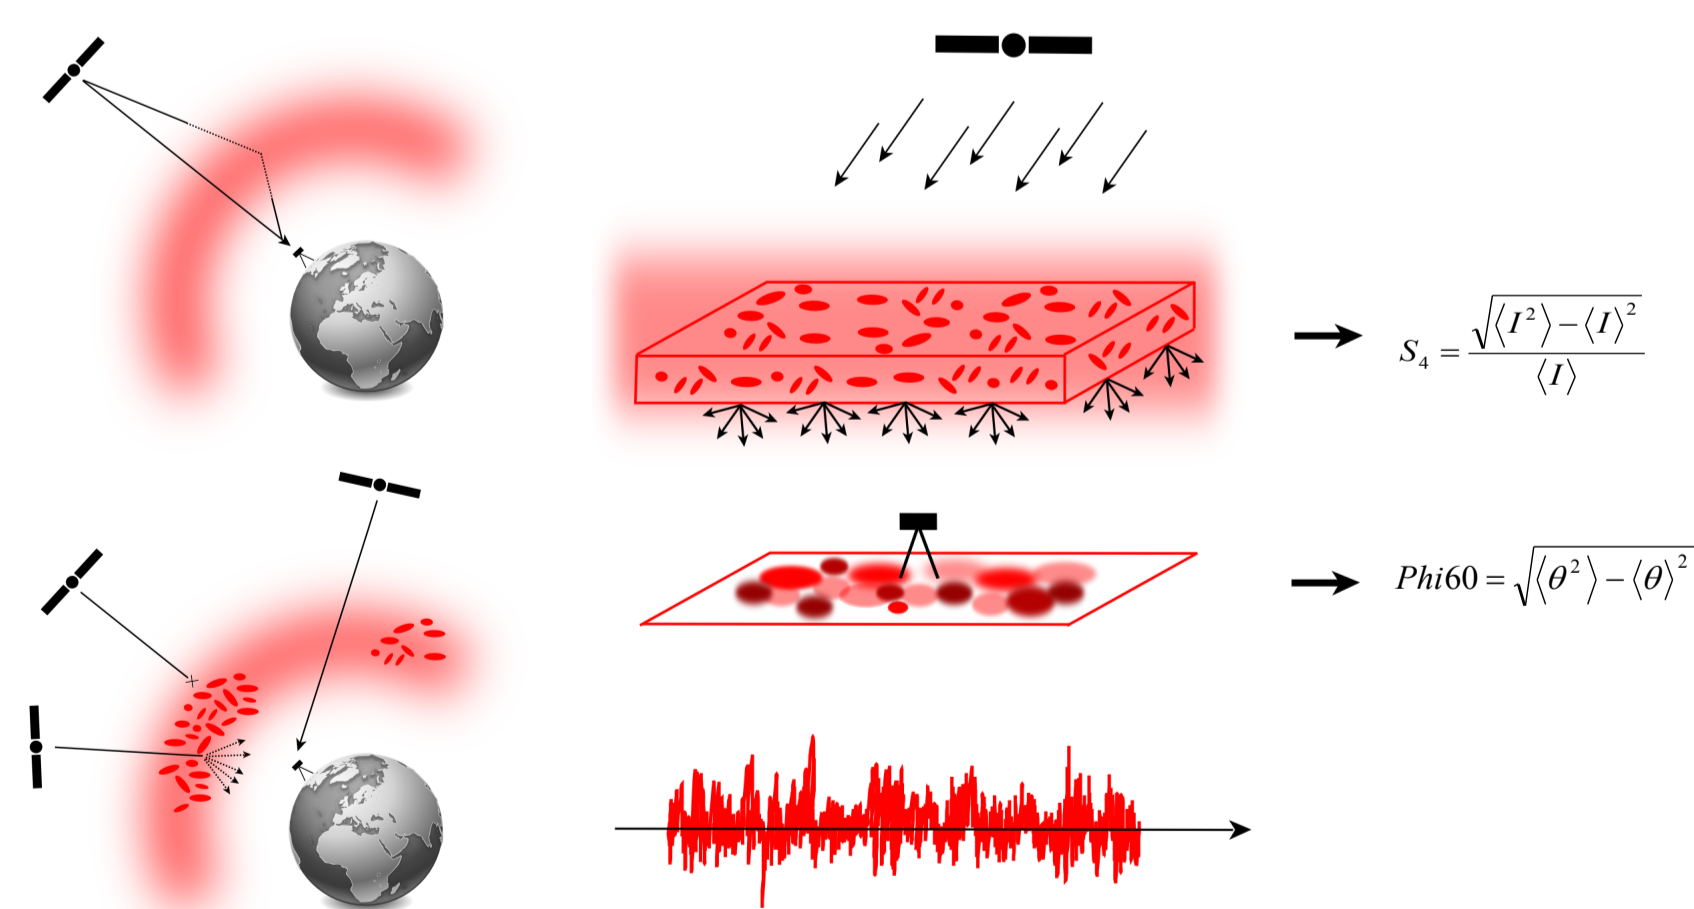 S₄ = √(⟨I²⟩ − ⟨I⟩²) / ⟨I⟩
Phi60 = √(⟨θ²⟩ − ⟨θ⟩²)